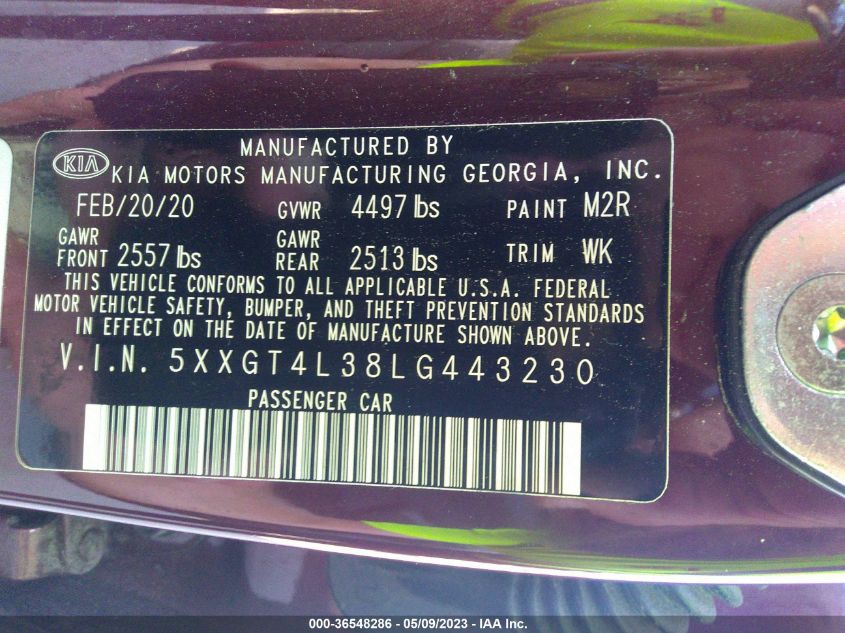 MANUFACTURED BY
KIA KIA MOTORS MANUFACTURING GEORGIA, INC.
FEB/20/20 GVWR 4497 lbs PAINT M2R
GAWR FRONT 2557 lbs GAWR REAR 2513 lbs TRIM WK
THIS VEHICLE CONFORMS TO ALL APPLICABLE U.S.A. FEDERAL
MOTOR VEHICLE SAFETY, BUMPER, AND THEFT PREVENTION STANDARDS
IN EFFECT ON THE DATE OF MANUFACTURE SHOWN ABOVE.
V.I.N. 5XXGT4L38LG443230
PASSENGER CAR
000-36548286 - 05/09/2023 - IAA Inc.